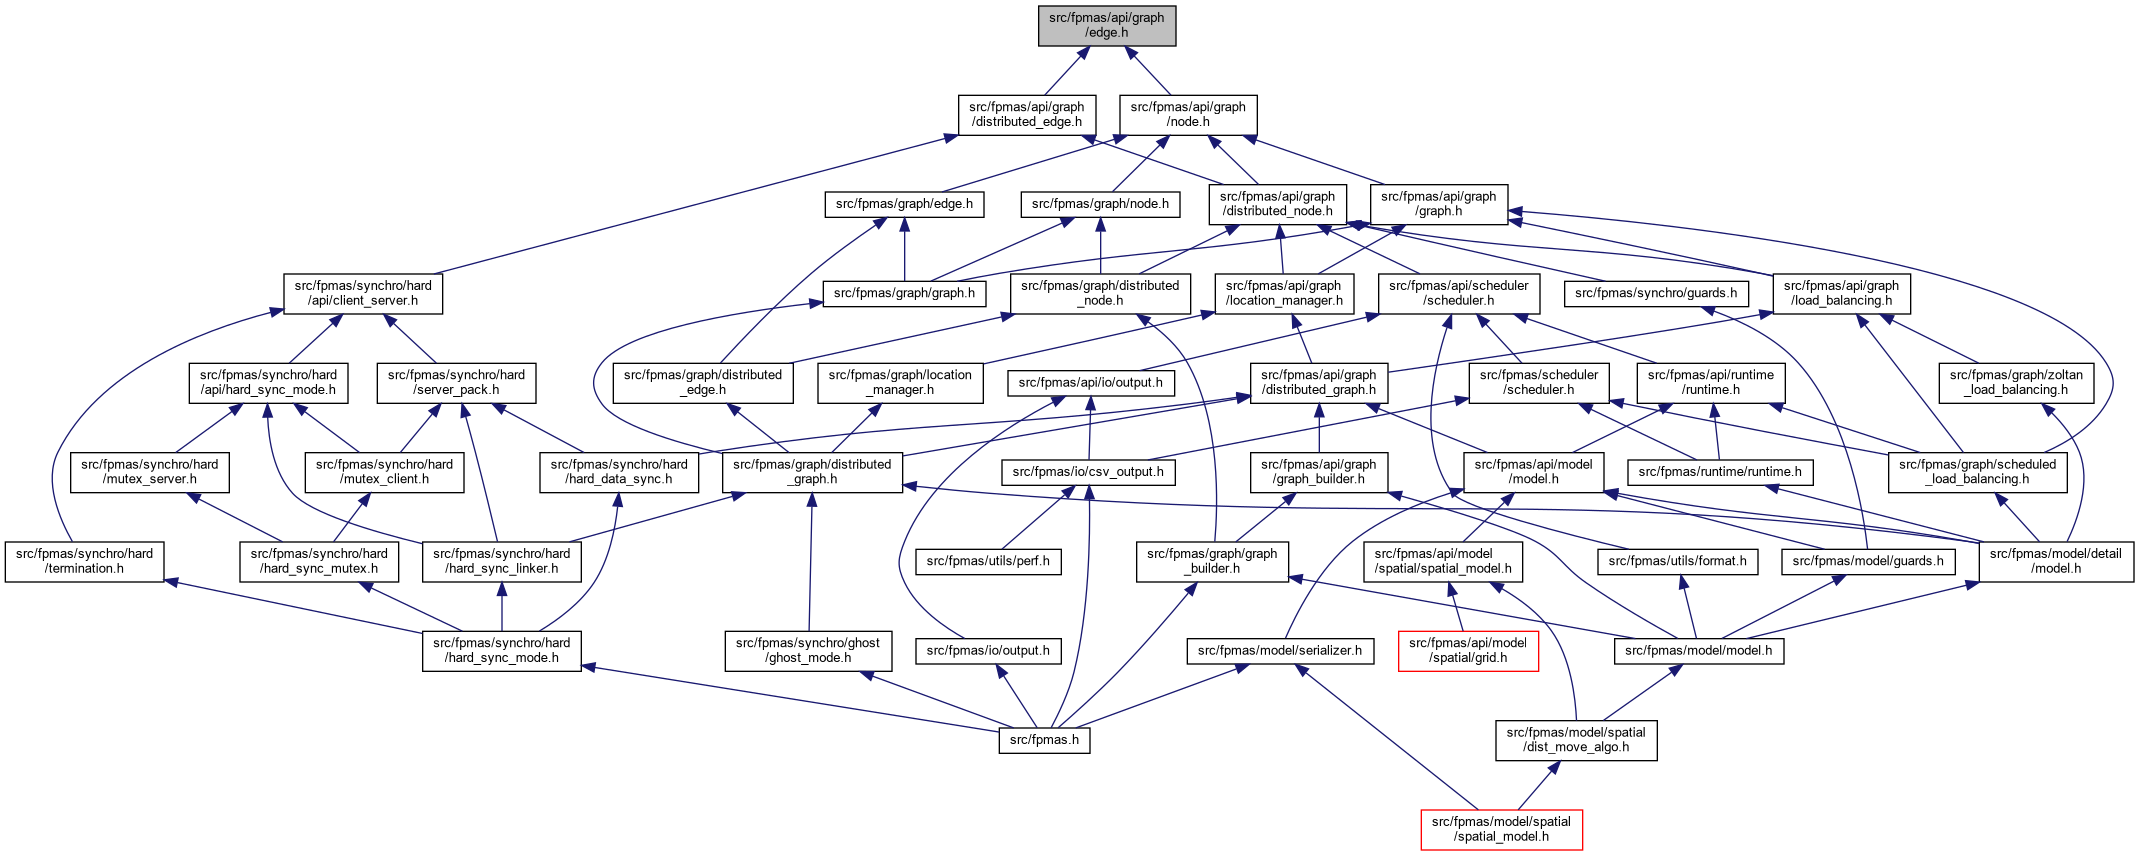 src/fpmas/api/graph
/edge.h
src/fpmas/api/graph
/distributed_edge.h
src/fpmas/api/graph
/node.h
src/fpmas/graph/edge.h
src/fpmas/graph/node.h
src/fpmas/api/graph
/distributed_node.h
src/fpmas/api/graph
/graph.h
src/fpmas/synchro/hard
/api/client_server.h
src/fpmas/graph/graph.h
src/fpmas/graph/distributed
_node.h
src/fpmas/api/graph
/location_manager.h
src/fpmas/api/scheduler
/scheduler.h
src/fpmas/synchro/guards.h
src/fpmas/api/graph
/load_balancing.h
src/fpmas/synchro/hard
/api/hard_sync_mode.h
src/fpmas/synchro/hard
/server_pack.h
src/fpmas/graph/distributed
_edge.h
src/fpmas/graph/location
_manager.h
src/fpmas/api/io/output.h
src/fpmas/api/graph
/distributed_graph.h
src/fpmas/scheduler
/scheduler.h
src/fpmas/api/runtime
/runtime.h
src/fpmas/graph/zoltan
_load_balancing.h
src/fpmas/synchro/hard
/mutex_server.h
src/fpmas/synchro/hard
/mutex_client.h
src/fpmas/synchro/hard
/hard_data_sync.h
src/fpmas/graph/distributed
_graph.h
src/fpmas/io/csv_output.h
src/fpmas/api/graph
/graph_builder.h
src/fpmas/api/model
/model.h
src/fpmas/runtime/runtime.h
src/fpmas/graph/scheduled
_load_balancing.h
src/fpmas/synchro/hard
/termination.h
src/fpmas/synchro/hard
/hard_sync_mutex.h
src/fpmas/synchro/hard
/hard_sync_linker.h
src/fpmas/utils/perf.h
src/fpmas/graph/graph
_builder.h
src/fpmas/api/model
/spatial/spatial_model.h
src/fpmas/utils/format.h
src/fpmas/model/guards.h
src/fpmas/model/detail
/model.h
src/fpmas/synchro/hard
/hard_sync_mode.h
src/fpmas/synchro/ghost
/ghost_mode.h
src/fpmas/io/output.h
src/fpmas/model/serializer.h
src/fpmas/api/model
/spatial/grid.h
src/fpmas/model/model.h
src/fpmas.h
src/fpmas/model/spatial
/dist_move_algo.h
src/fpmas/model/spatial
/spatial_model.h